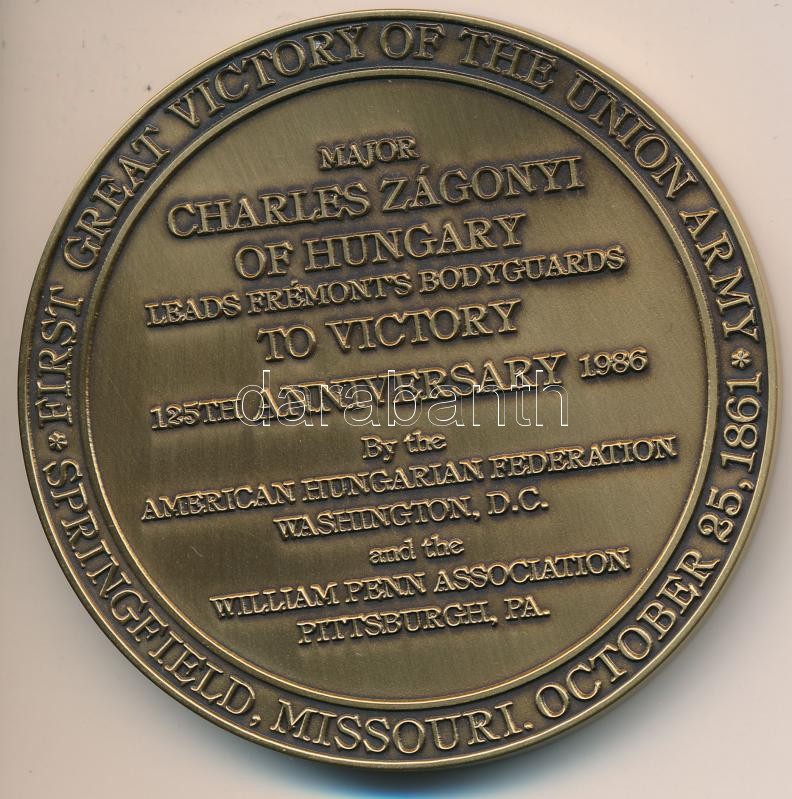 * FIRST GREAT VICTORY OF THE UNION ARMY *
MAJOR
CHARLES ZÁGONYI
OF HUNGARY
LEADS FRÉMONT'S BODYGUARDS
TO VICTORY
125TH ANNIVERSARY 1986
By the
AMERICAN HUNGARIAN FEDERATION
WASHINGTON, D.C.
and the
WILLIAM PENN ASSOCIATION
PITTSBURGH, PA.
SPRINGFIELD, MISSOURI. OCTOBER 25, 1861
darabanth